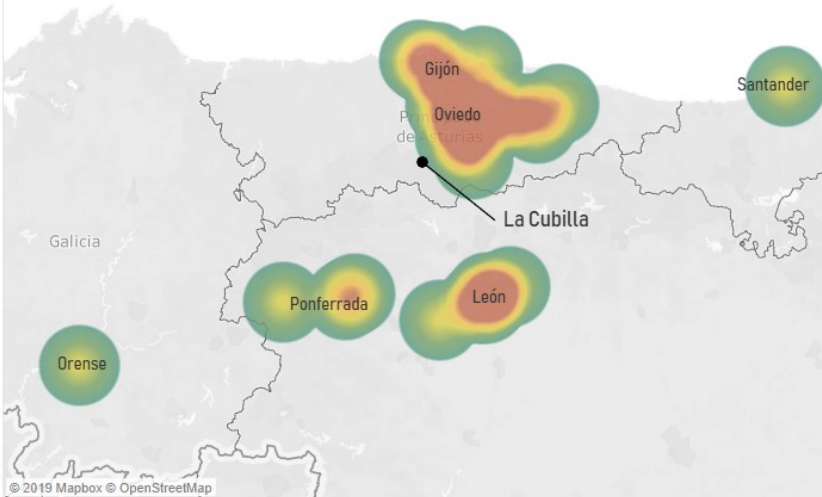 Gijón
Santander
Oviedo
Principado
de Asturias
La Cubilla
Galicia
León
Ponferrada
Orense
© 2019 Mapbox © OpenStreetMap